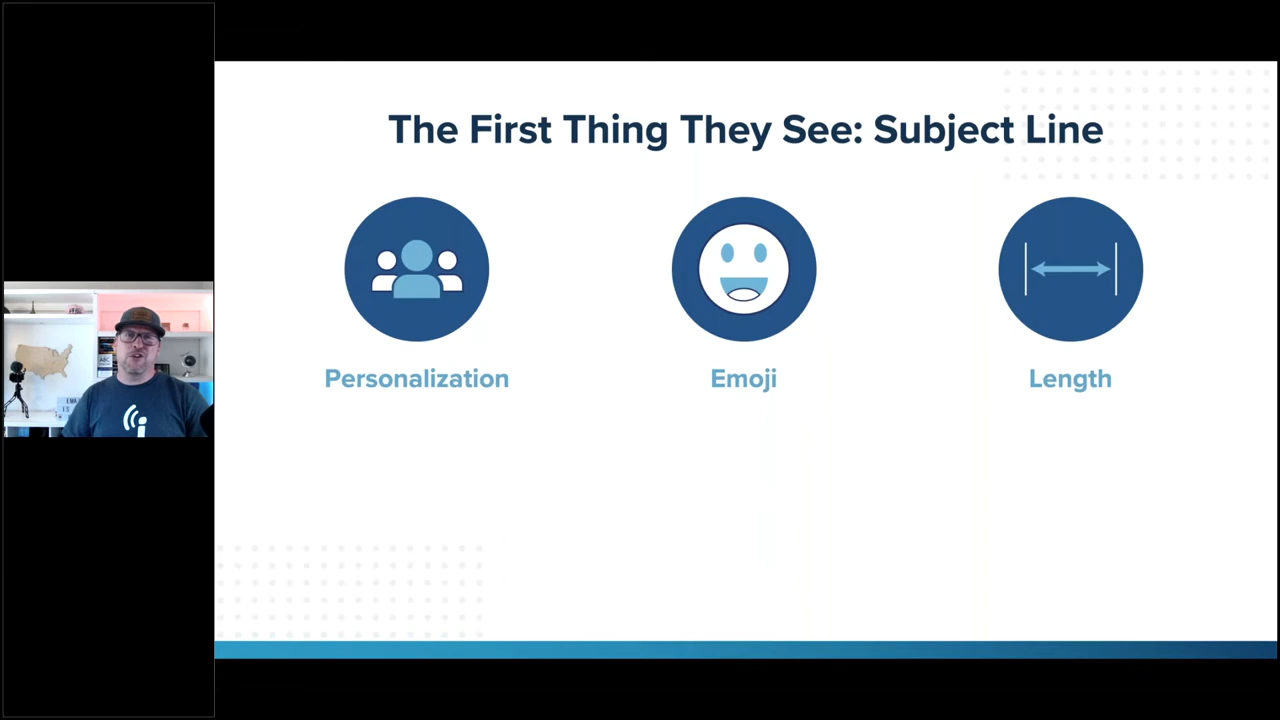 The First Thing They See: Subject Line
Personalization
Emoji
Length